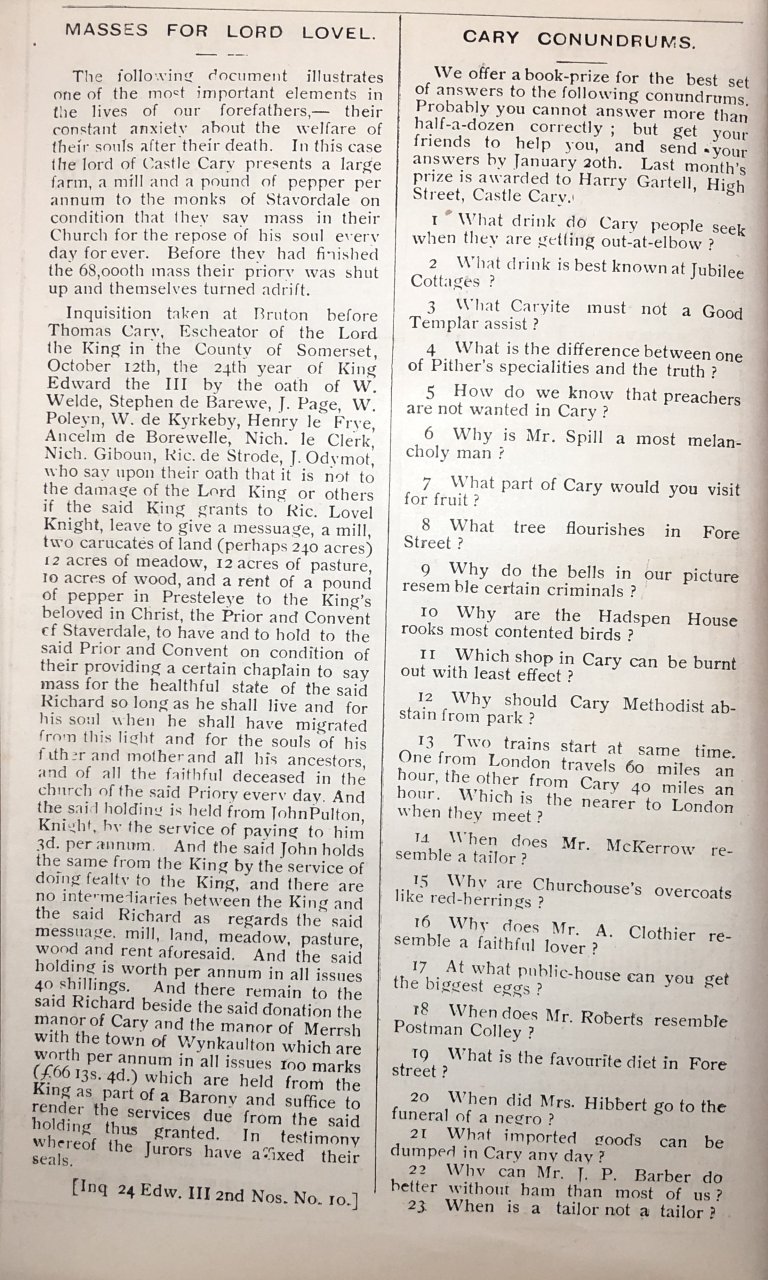 MASSES FOR LORD LOVEL.
The following document illustrates
one of the most important elements in
the lives of our forefathers,— their
constant anxiety about the welfare of
their souls after their death. In this case
the lord of Castle Cary presents a large
farm, a mill and a pound of pepper per
annum to the monks of Stavordale on
condition that they say mass in their
Church for the repose of his soul every
day for ever. Before they had finished
the 68,000th mass their priory was shut
up and themselves turned adrift.
Inquisition taken at Bruton before
Thomas Cary, Escheator of the Lord
the King in the County of Somerset,
October 12th, the 24th year of King
Edward the III by the oath of W.
Welde, Stephen de Barewe, J. Page, W.
Poleyn, W. de Kyrkeby, Henry le Frye,
Ancelm de Borewelle, Nich. le Clerk,
Nich. Giboun, Ric. de Strode, J. Odymot,
who say upon their oath that it is not to
the damage of the Lord King or others
if the said King grants to Ric. Lovel
Knight, leave to give a messuage, a mill,
two carucates of land (perhaps 240 acres)
12 acres of meadow, 12 acres of pasture,
10 acres of wood, and a rent of a pound
of pepper in Presteleye to the King's
beloved in Christ, the Prior and Convent
of Staverdale, to have and to hold to the
said Prior and Convent on condition of
their providing a certain chaplain to say
mass for the healthful state of the said
Richard so long as he shall live and for
his soul when he shall have migrated
from this light and for the souls of his
father and mother and all his ancestors,
and of all the faithful deceased in the
church of the said Priory every day. And
the said holding is held from John Pulton,
Knight, by the service of paying to him
3d. per annum. And the said John holds
the same from the King by the service of
doing fealty to the King, and there are
no intermediaries between the King and
the said Richard as regards the said
messuage, mill, land, meadow, pasture,
wood and rent aforesaid. And the said
holding is worth per annum in all issues
40 shillings. And there remain to the
said Richard beside the said donation the
manor of Cary and the manor of Merrsh
with the town of Wynkaulton which are
worth per annum in all issues 100 marks
(£66 13s. 4d.) which are held from the
King as part of a Barony and suffice to
render the services due from the said
holding thus granted. In testimony
whereof the Jurors have affixed their
seals.
[Inq 24 Edw. III 2nd Nos. No. 10.]
CARY CONUNDRUMS.
We offer a book-prize for the best set
of answers to the following conundrums.
Probably you cannot answer more than
half-a-dozen correctly ; but get your
friends to help you, and send your
answers by January 20th. Last month's
prize is awarded to Harry Gartell, High
Street, Castle Cary.
1 What drink do Cary people seek
when they are getting out-at-elbow ?
2 What drink is best known at Jubilee
Cottages ?
3 What Caryite must not a Good
Templar assist ?
4 What is the difference between one
of Pither's specialities and the truth ?
5 How do we know that preachers
are not wanted in Cary ?
6 Why is Mr. Spill a most melan-
choly man ?
7 What part of Cary would you visit
for fruit ?
8 What tree flourishes in Fore
Street ?
9 Why do the bells in our picture
resem ble certain criminals ?
10 Why are the Hadspen House
rooks most contented birds ?
11 Which shop in Cary can be burnt
out with least effect ?
12 Why should Cary Methodist ab-
stain from park ?
13 Two trains start at same time.
One from London travels 60 miles an
hour, the other from Cary 40 miles an
hour. Which is the nearer to London
when they meet ?
14 When does Mr. McKerrow re-
semble a tailor ?
15 Why are Churchouse's overcoats
like red-herrings ?
16 Why does Mr. A. Clothier re-
semble a faithful lover ?
17 At what public-house can you get
the biggest eggs ?
18 When does Mr. Roberts resemble
Postman Colley ?
19 What is the favourite diet in Fore
street ?
20 When did Mrs. Hibbert go to the
funeral of a negro ?
21 What imported goods can be
dumped in Cary any day ?
22 Why can Mr. J. P. Barber do
better without ham than most of us ?
23 When is a tailor not a tailor ?